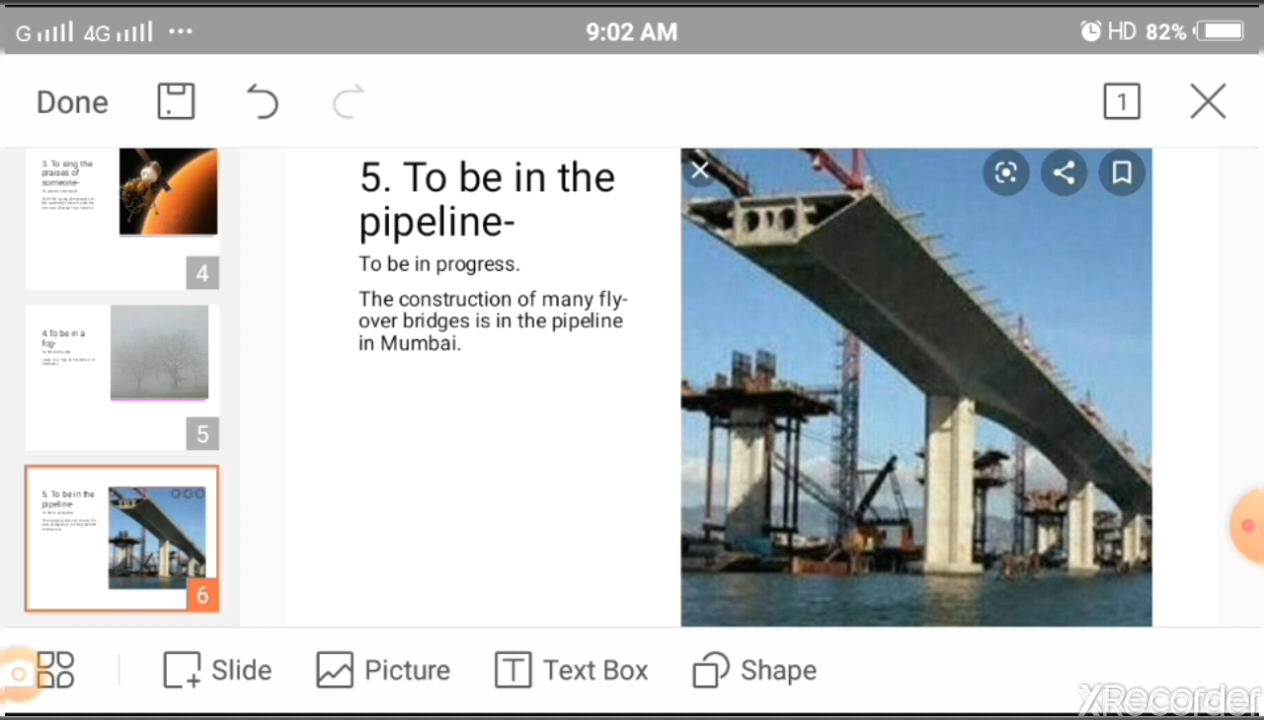 G 4G ... 9:02 AM HD 82%
Done 1
3. To sing the
praises of
someone-
4
4.To be in a
fog-
5
5. To be in the
pipeline-
6
5. To be in the
pipeline-
To be in progress.
The construction of many fly-
over bridges is in the pipeline
in Mumbai.
Slide Picture Text Box Shape
XRecorder